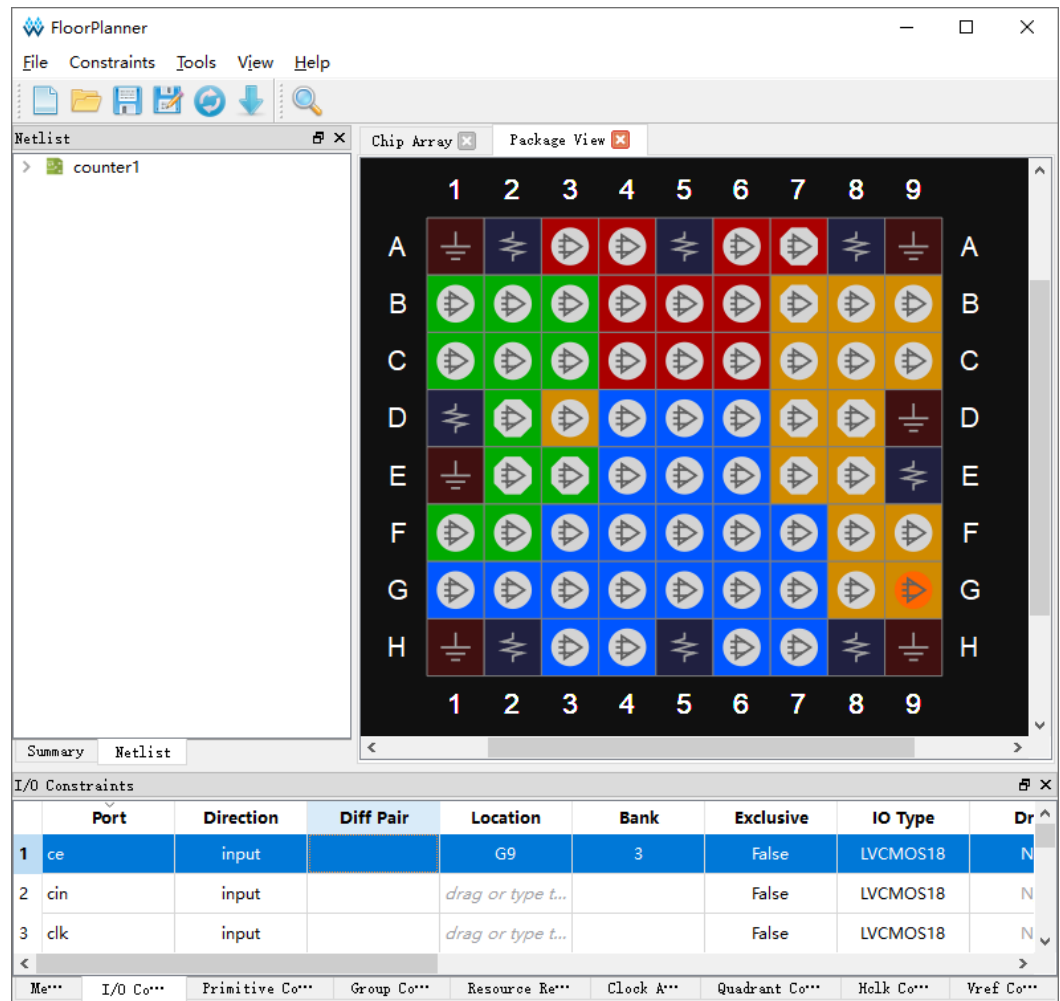 FloorPlanner
File Constraints Tools View Help
Netlist
Chip Array Package View
counter1
1 2 3 4 5 6 7 8 9
A A
B B
C C
D D
E E
F F
G G
H H
1 2 3 4 5 6 7 8 9
Summary Netlist
I/O Constraints
Port Direction Diff Pair Location Bank Exclusive IO Type Dr
1 ce input G9 3 False LVCMOS18 N
2 cin input drag or type t... False LVCMOS18 N
3 clk input drag or type t... False LVCMOS18 N
Me... I/O Co... Primitive Co... Group Co... Resource Re... Clock A... Quadrant Co... Hclk Co... Vref Co...